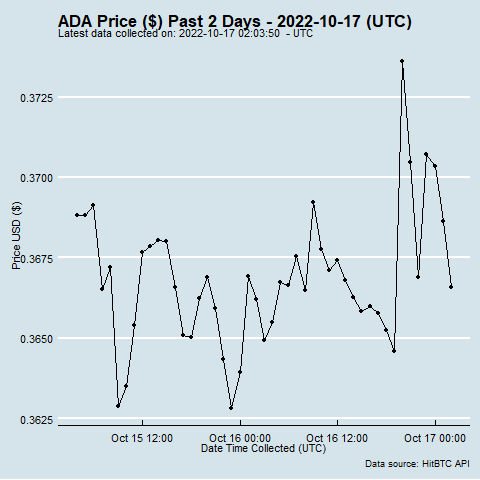 ADA Price ($) Past 2 Days - 2022-10-17 (UTC)
Latest data collected on: 2022-10-17 02:03:50 - UTC
0.3725
0.3700
0.3675
0.3650
0.3625
Price USD ($)
Oct 15 12:00
Oct 16 00:00
Oct 16 12:00
Oct 17 00:00
Date Time Collected (UTC)
Data source: HitBTC API